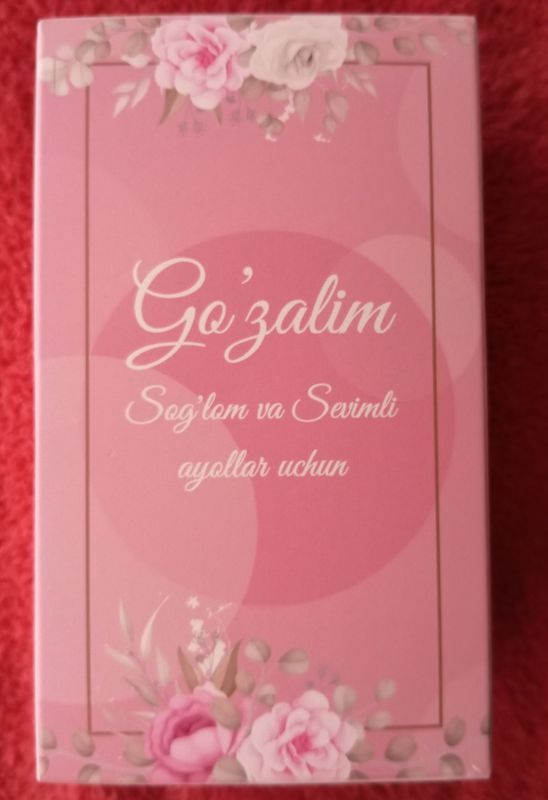 Go'zalim
Sog'lom va Sevimli
ayollar uchun